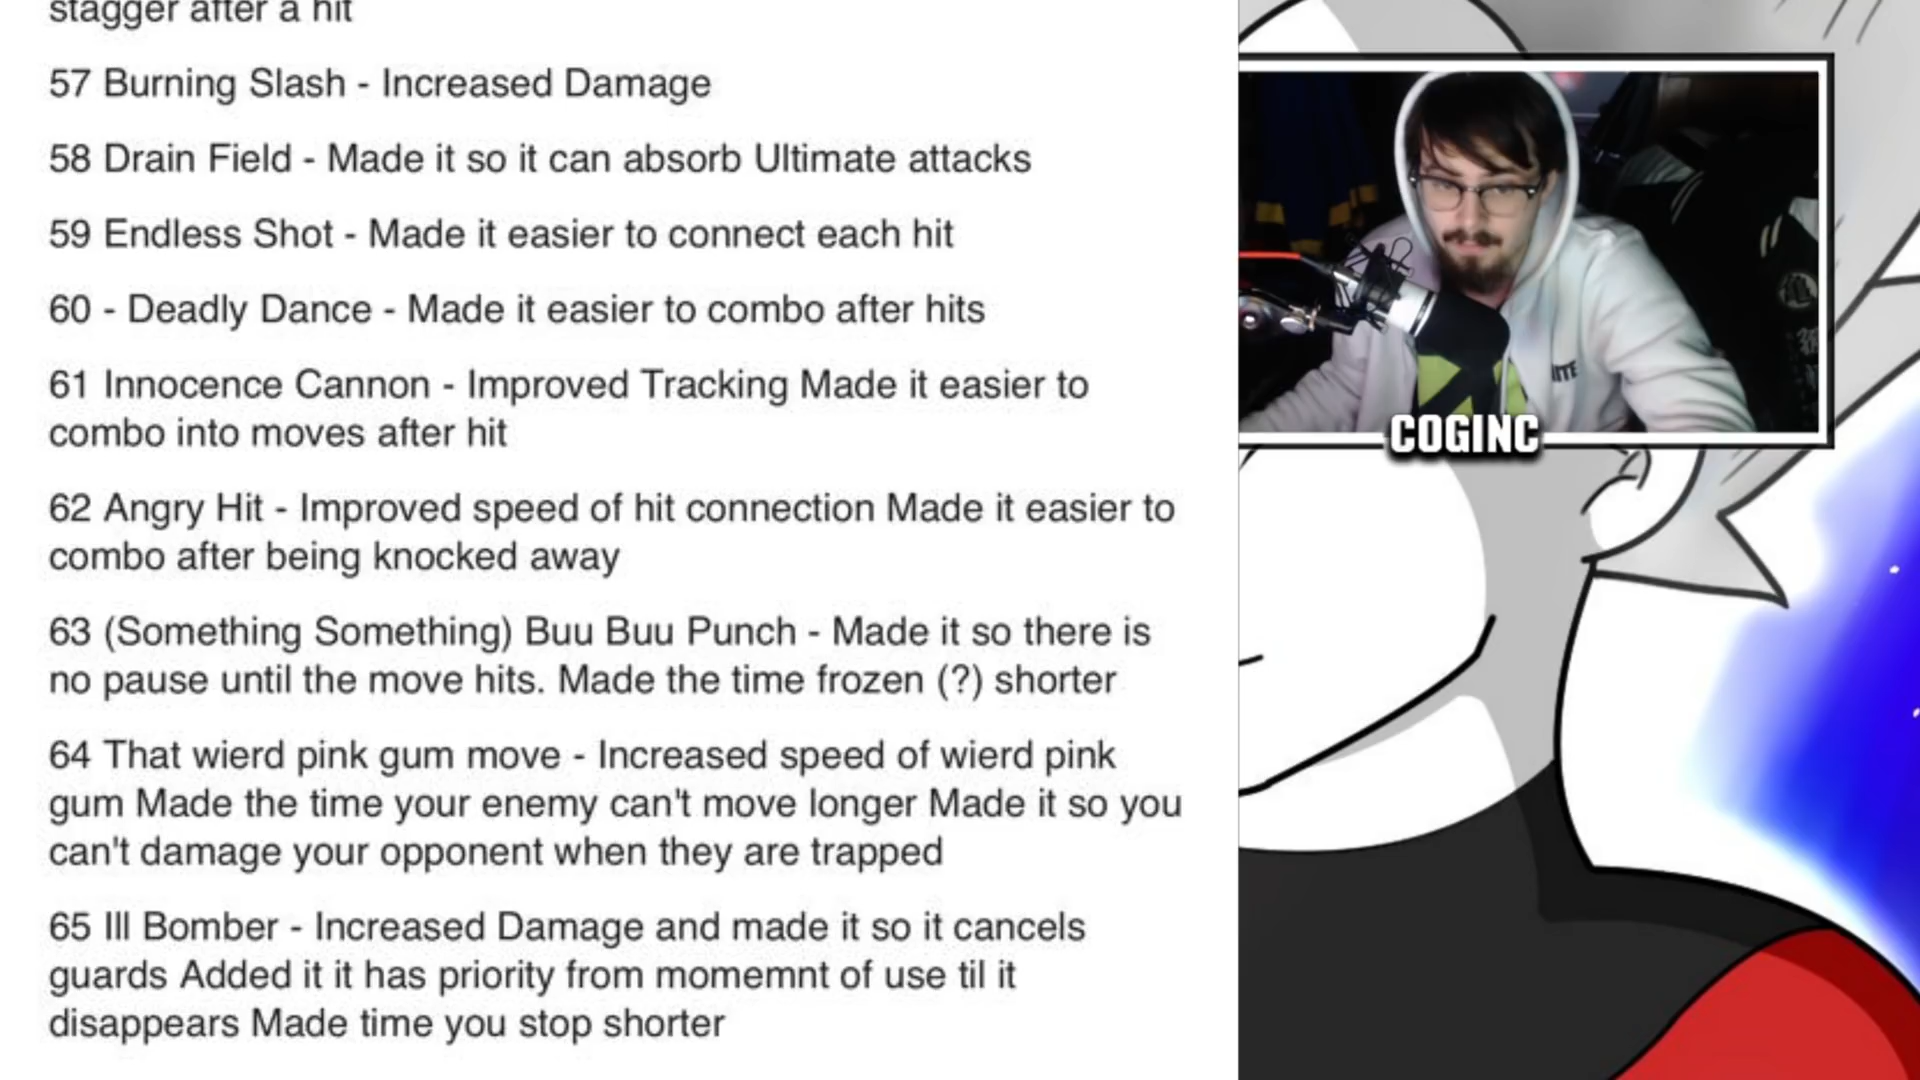 stagger after a hit
57 Burning Slash - Increased Damage
58 Drain Field - Made it so it can absorb Ultimate attacks
59 Endless Shot - Made it easier to connect each hit
60 - Deadly Dance - Made it easier to combo after hits
61 Innocence Cannon - Improved Tracking Made it easier to
combo into moves after hit
62 Angry Hit - Improved speed of hit connection Made it easier to
combo after being knocked away
63 (Something Something) Buu Buu Punch - Made it so there is
no pause until the move hits. Made the time frozen (?) shorter
64 That wierd pink gum move - Increased speed of wierd pink
gum Made the time your enemy can't move longer Made it so you
can't damage your opponent when they are trapped
65 Ill Bomber - Increased Damage and made it so it cancels
guards Added it it has priority from momemnt of use til it
disappears Made time you stop shorter
COGINC